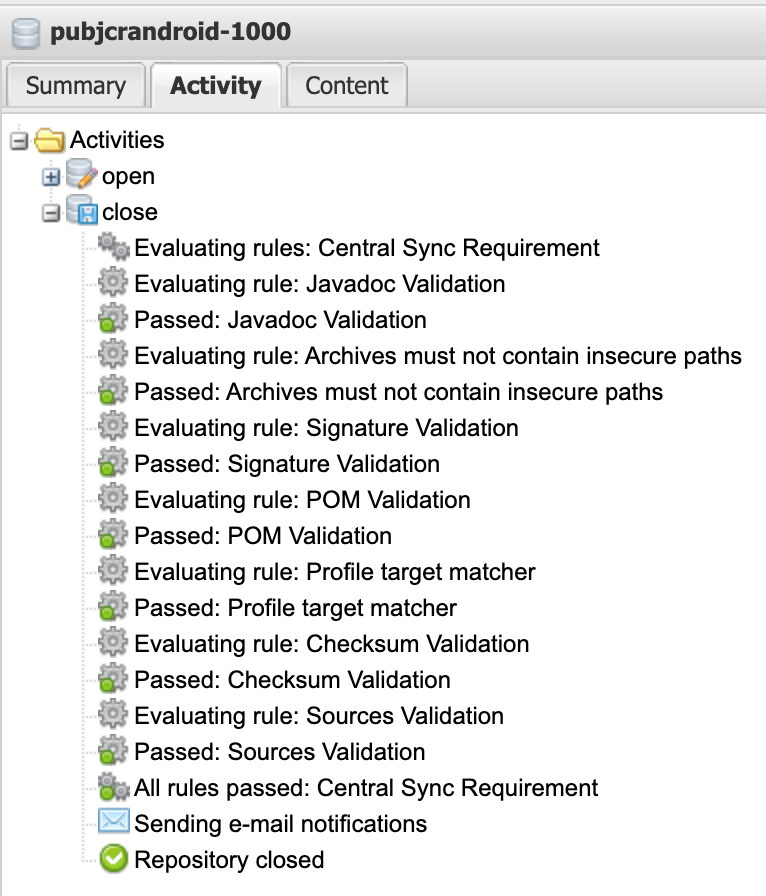 pubjcrandroid-1000
Summary Activity Content
Activities
open
close
Evaluating rules: Central Sync Requirement
Evaluating rule: Javadoc Validation
Passed: Javadoc Validation
Evaluating rule: Archives must not contain insecure paths
Passed: Archives must not contain insecure paths
Evaluating rule: Signature Validation
Passed: Signature Validation
Evaluating rule: POM Validation
Passed: POM Validation
Evaluating rule: Profile target matcher
Passed: Profile target matcher
Evaluating rule: Checksum Validation
Passed: Checksum Validation
Evaluating rule: Sources Validation
Passed: Sources Validation
All rules passed: Central Sync Requirement
Sending e-mail notifications
Repository closed